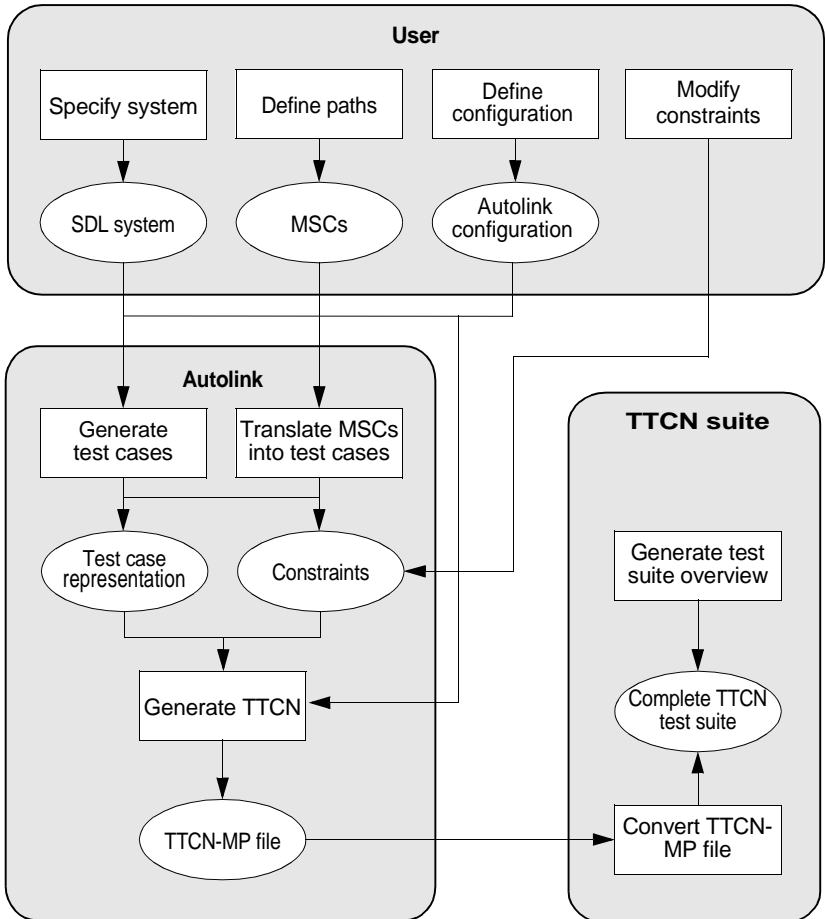 User
Specify system
Define paths
Define
configuration
Modify
constraints
SDL system
MSCs
Autolink
configuration
Autolink
Generate
test cases
Translate MSCs
into test cases
TTCN suite
Test case
representation
Constraints
Generate test
suite overview
Generate TTCN
Complete TTCN
test suite
TTCN-MP file
Convert TTCN-
MP file